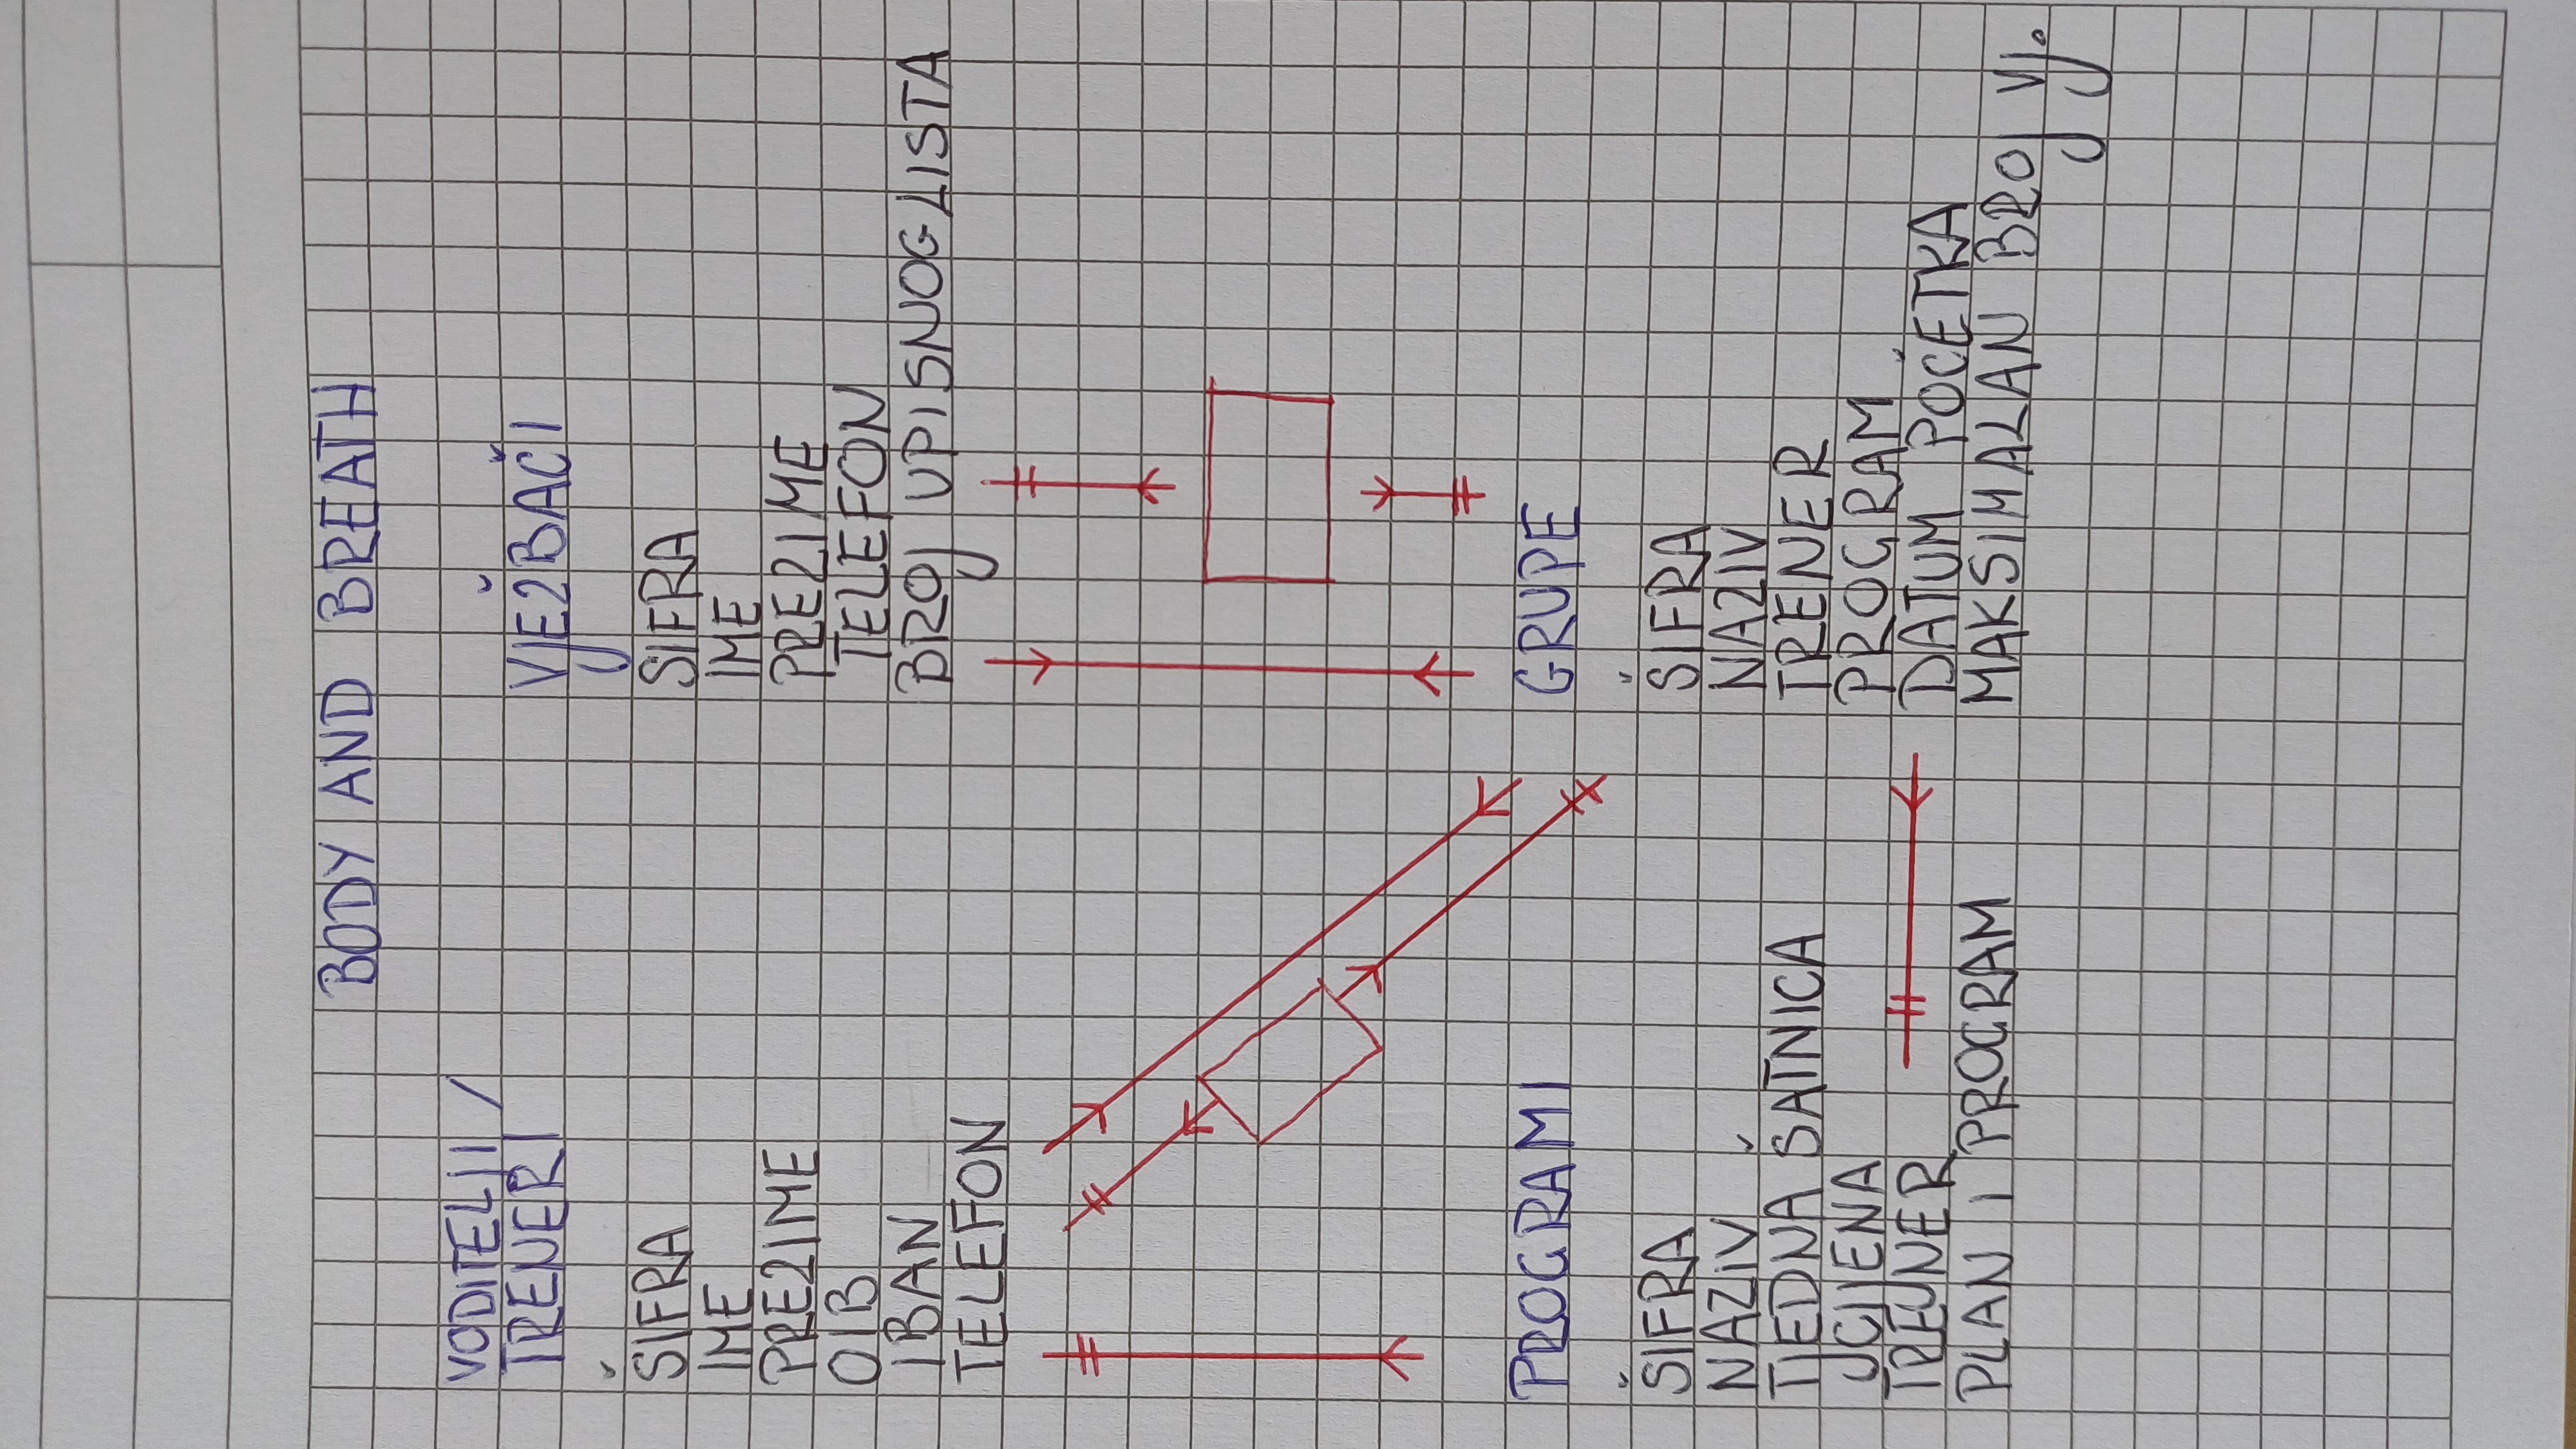 BODY AND BREATH
VODITELJI /
TRENERI
ŠIFRA
IME
PREZIME
OIB
IBAN
TELEFON
VJEŽBAČI
SIFRA
IME
PREZIME
TELEFON
BROJ UPISNOG LISTA
PROGRAMI
ŠIFRA
NAZIV
TJEDNA ŠATNICA
CIJENA
TRENER
PLAN I PROGRAM
GRUPE
ŠIFRA
NAZIV
TRENER
PROGRAM
DATUM POČETKA
MAKSIMALAN BROJ VJ.